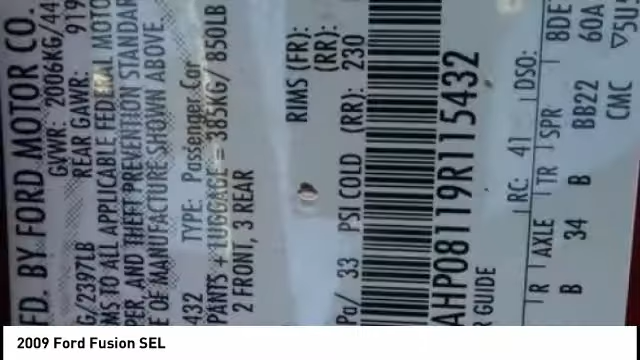 FD. BY FORD MOTOR CO.
GVWR: 2006KG/44
G/2397LB REAR GAWR: 919
MS TO ALL APPLICABLE FEDERAL MOTO
PER, AND THEFT PREVENTION STANDAR
E OF MANUFACTURE SHOWN ABOVE.
432 TYPE: Passenger Car
PANTS + LUGGAGE = 385KG/ 850LB
2 FRONT, 3 REAR
RIMS (FR):
(RR):
Pa/ 33 PSI COLD (RR): 230
AHP08119R115432
R GUIDE
RC: 41 DSO:
R AXLE TR SPR
B 34 B BB22 8DE
60A
CMC ▽5U5
2009 Ford Fusion SEL